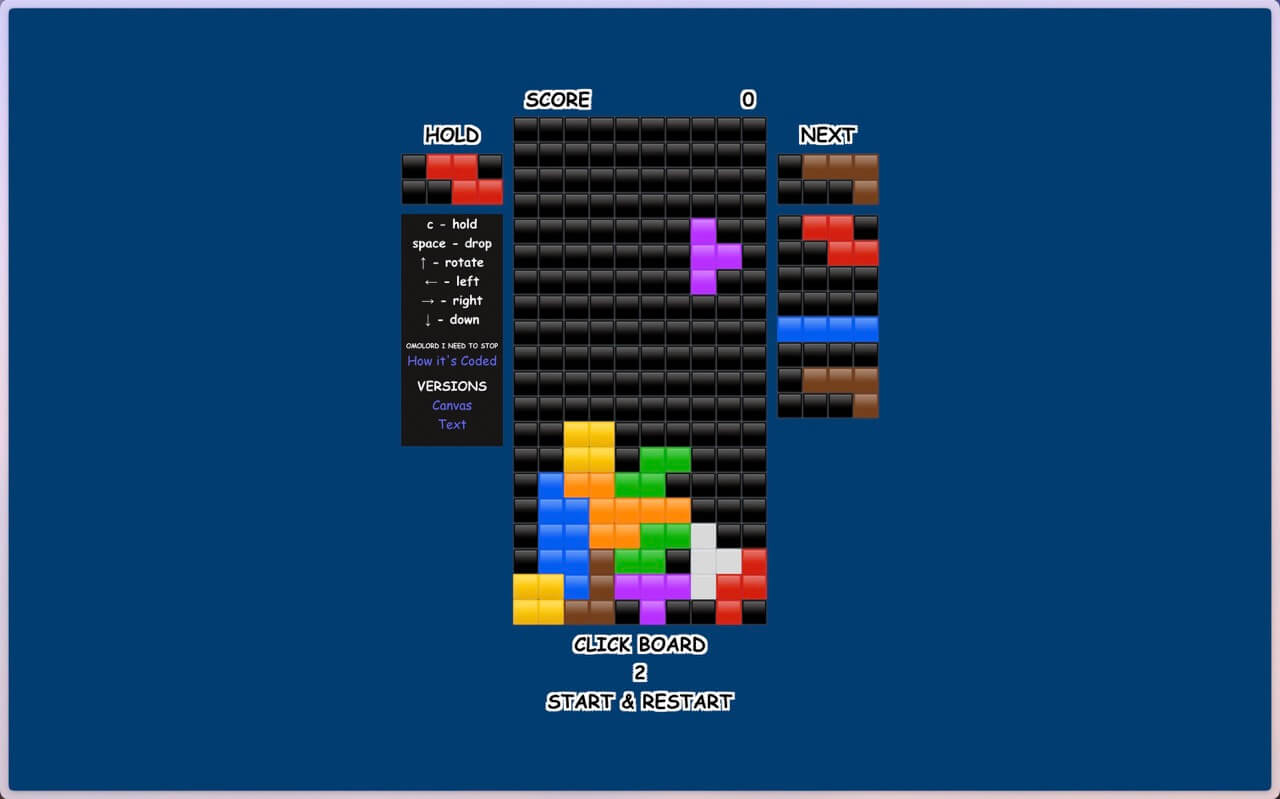 SCORE 0
HOLD
NEXT
c - hold
space - drop
↑ - rotate
← - left
→ - right
↓ - down
OMOLORD I NEED TO STOP
How it's Coded
VERSIONS
Canvas
Text
CLICK BOARD
2
START & RESTART